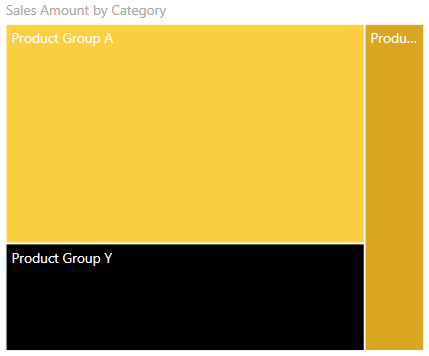 Sales Amount by Category
Product Group A
Produ...
Product Group Y